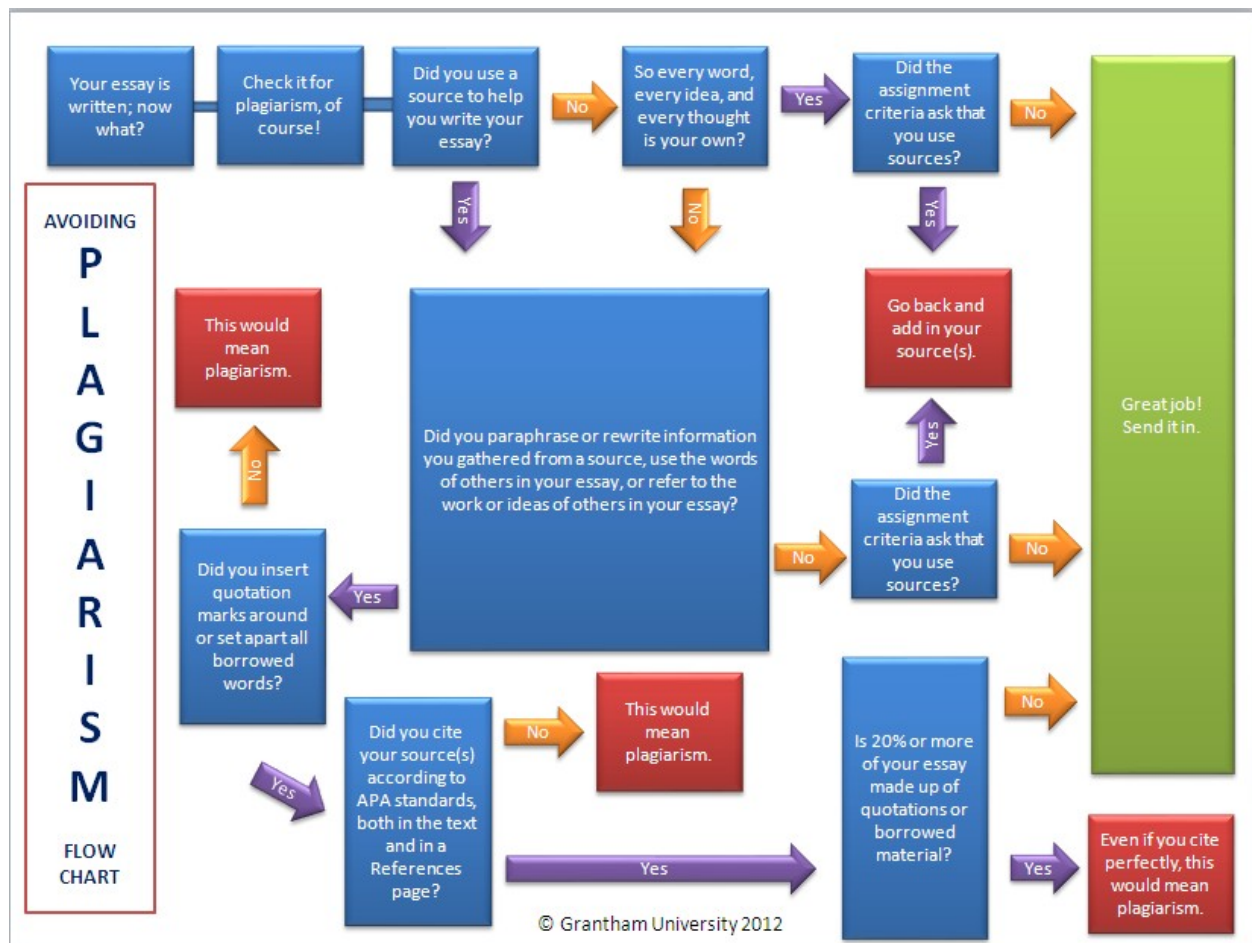 Your essay is
written; now
what?
Check it for
plagiarism, of
course!
Did you use a
source to help
you write your
essay?
No
So every word,
every idea, and
every thought
is your own?
Yes
Did the
assignment
criteria ask that
you use
sources?
No
Yes
No
Yes
AVOIDING
P
L
A
G
I
A
R
I
S
M
FLOW
CHART
This would
mean
plagiarism.
Go back and
add in your
source(s).
Great job!
Send it in.
No
Did you paraphrase or rewrite information
you gathered from a source, use the words
of others in your essay, or refer to the
work or ideas of others in your essay?
Yes
Did you insert
quotation
marks around
or set apart all
borrowed
words?
Yes
No
Did the
assignment
criteria ask that
you use
sources?
No
Yes
Did you cite
your source(s)
according to
APA standards,
both in the text
and in a
References
page?
No
This would
mean
plagiarism.
Yes
Is 20% or more
of your essay
made up of
quotations or
borrowed
material?
No
Yes
Even if you cite
perfectly, this
would mean
plagiarism.
© Grantham University 2012